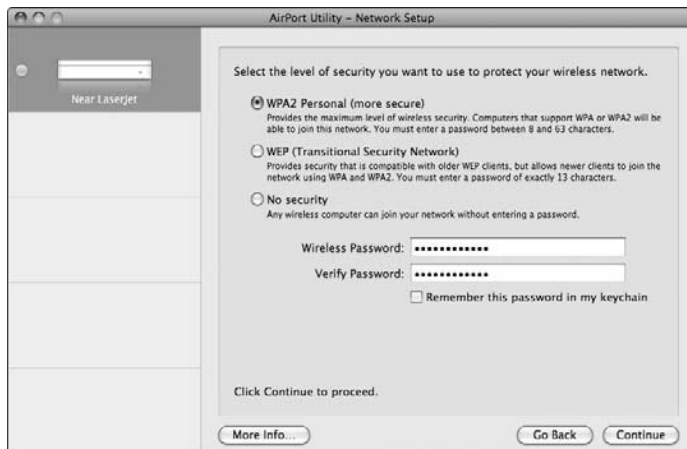 AirPort Utility – Network Setup
Near LaserJet
Select the level of security you want to use to protect your wireless network.
WPA2 Personal (more secure)
Provides the maximum level of wireless security. Computers that support WPA or WPA2 will be
able to join this network. You must enter a password between 8 and 63 characters.
WEP (Transitional Security Network)
Provides security that is compatible with older WEP clients, but allows newer clients to join the
network using WPA and WPA2. You must enter a password of exactly 13 characters.
No security
Any wireless computer can join your network without entering a password.
Wireless Password: ••••••••••••
Verify Password: ••••••••••••
Remember this password in my keychain
Click Continue to proceed.
More Info...
Go Back
Continue